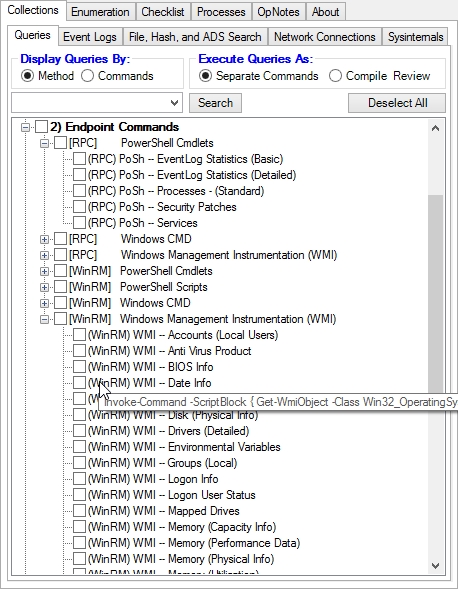 Collections Enumeration Checklist Processes OpNotes About
Queries Event Logs File, Hash, and ADS Search Network Connections Sysinternals
Display Queries By: Execute Queries As:
Method Commands Separate Commands Compile Review
Search Deselect All
2) Endpoint Commands
[RPC] PowerShell Cmdlets
(RPC) PoSh -- EventLog Statistics (Basic)
(RPC) PoSh -- EventLog Statistics (Detailed)
(RPC) PoSh -- Processes - (Standard)
(RPC) PoSh -- Security Patches
(RPC) PoSh -- Services
[RPC] Windows CMD
[RPC] Windows Management Instrumentation (WMI)
[WinRM] PowerShell Cmdlets
[WinRM] PowerShell Scripts
[WinRM] Windows CMD
[WinRM] Windows Management Instrumentation (WMI)
(WinRM) WMI -- Accounts (Local Users)
(WinRM) WMI -- Anti Virus Product
(WinRM) WMI -- BIOS Info
(WinRM) WMI -- Date Info
Invoke-Command -ScriptBlock { Get-WmiObject -Class Win32_OperatingSy
(WinRM) WMI -- Disk (Physical Info)
(WinRM) WMI -- Drivers (Detailed)
(WinRM) WMI -- Environmental Variables
(WinRM) WMI -- Groups (Local)
(WinRM) WMI -- Logon Info
(WinRM) WMI -- Logon User Status
(WinRM) WMI -- Mapped Drives
(WinRM) WMI -- Memory (Capacity Info)
(WinRM) WMI -- Memory (Performance Data)
(WinRM) WMI -- Memory (Physical Info)
(WinRM) WMI -- Memory (Utilization)